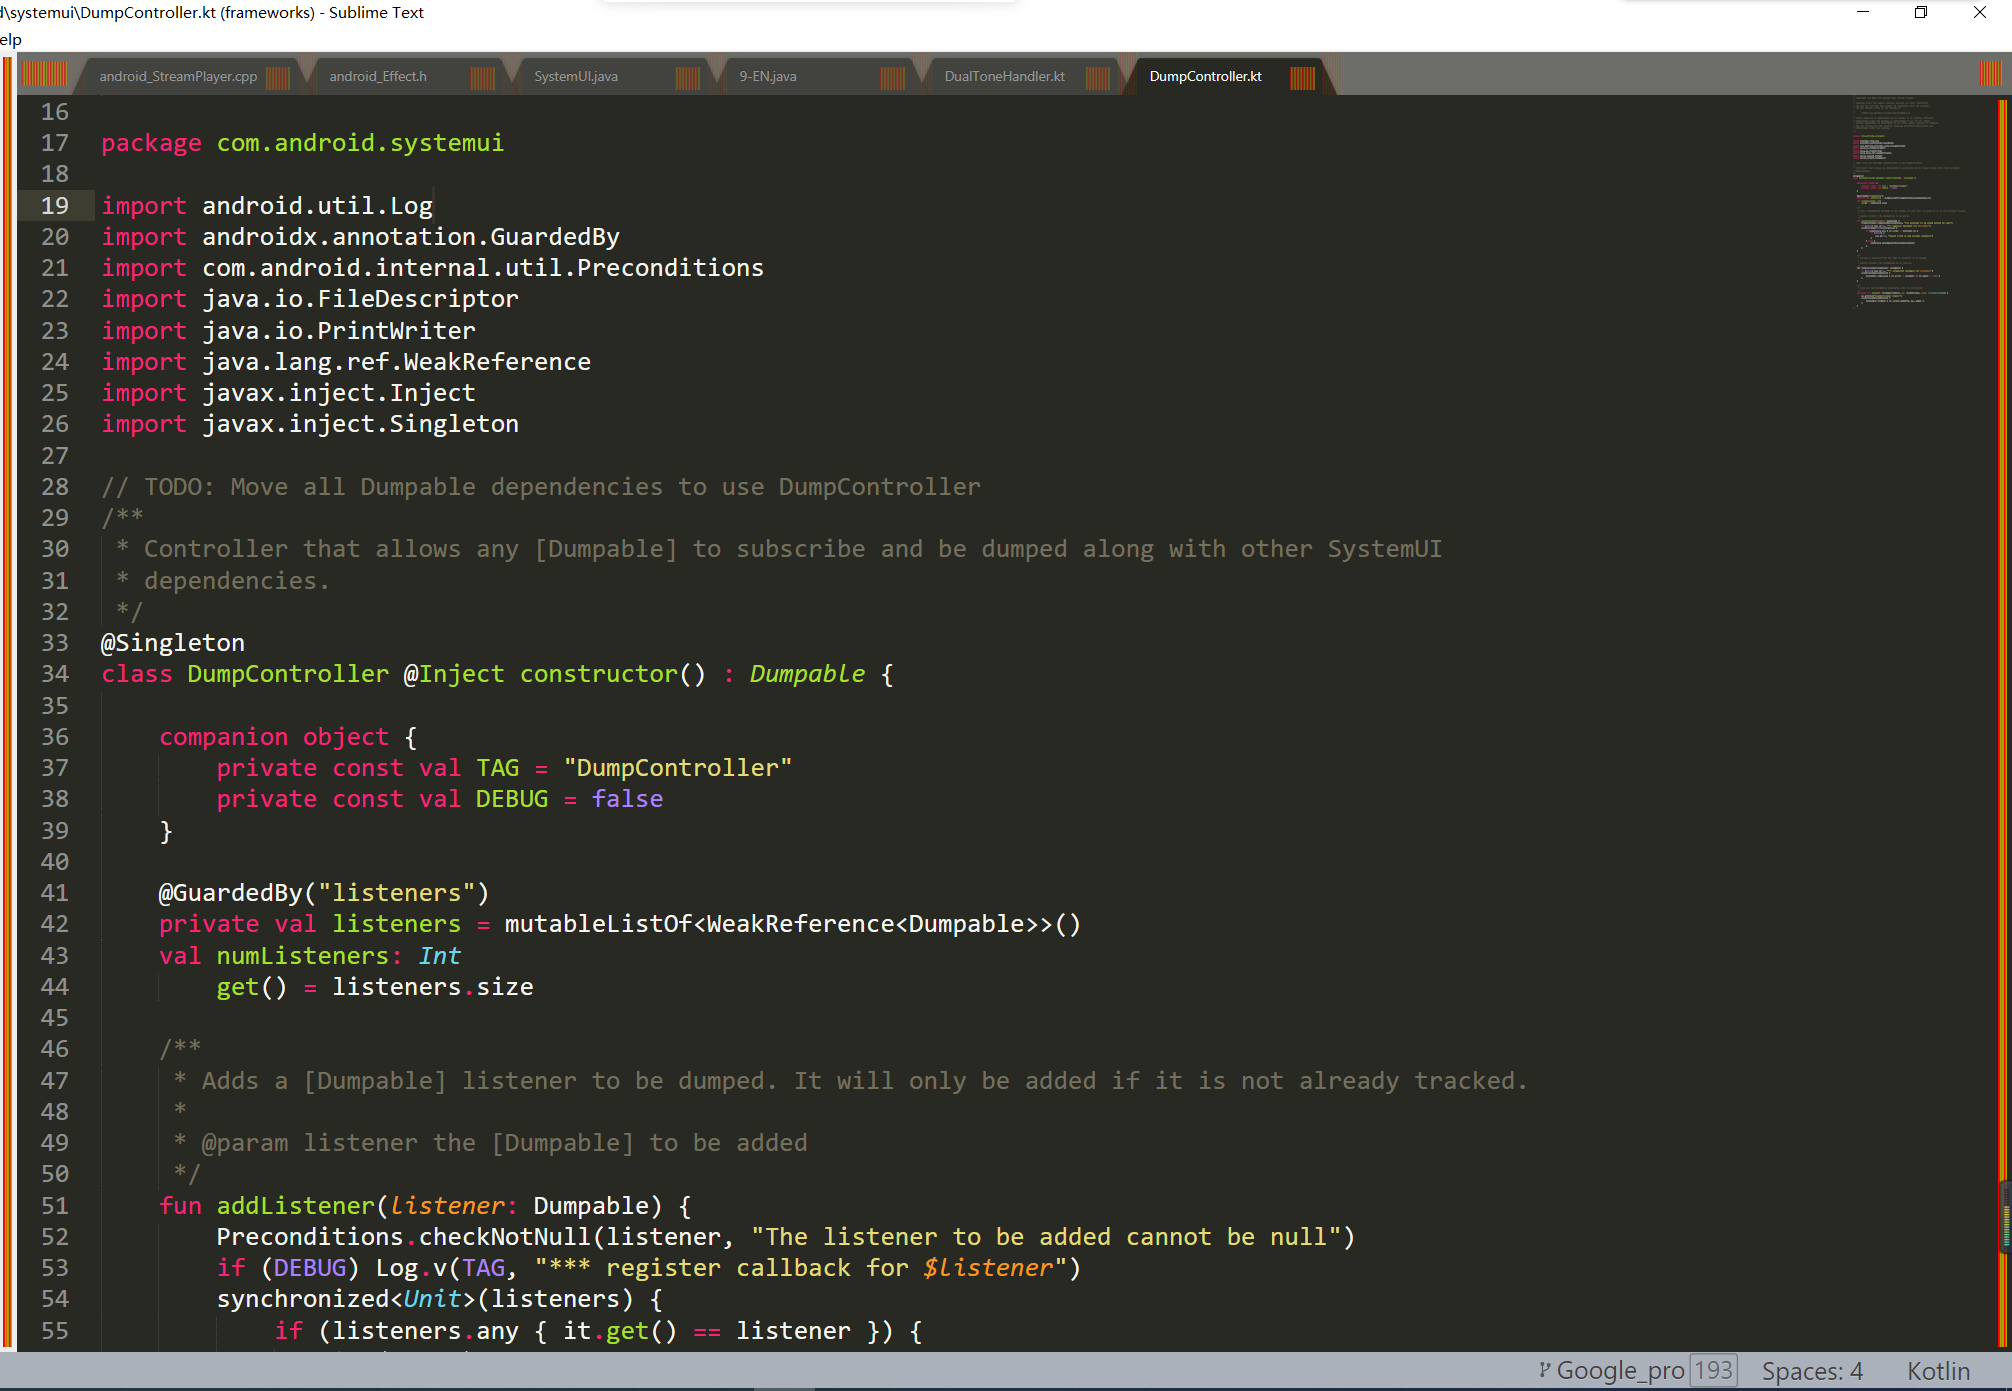 d\systemui\DumpController.kt (frameworks) - Sublime Text
elp
android_StreamPlayer.cpp android_Effect.h SystemUI.java 9-EN.java DualToneHandler.kt DumpController.kt
16
17 package com.android.systemui
18
19 import android.util.Log
20 import androidx.annotation.GuardedBy
21 import com.android.internal.util.Preconditions
22 import java.io.FileDescriptor
23 import java.io.PrintWriter
24 import java.lang.ref.WeakReference
25 import javax.inject.Inject
26 import javax.inject.Singleton
27
28 // TODO: Move all Dumpable dependencies to use DumpController
29 /**
30  * Controller that allows any [Dumpable] to subscribe and be dumped along with other SystemUI
31  * dependencies.
32  */
33 @Singleton
34 class DumpController @Inject constructor() : Dumpable {
35
36     companion object {
37         private const val TAG = "DumpController"
38         private const val DEBUG = false
39     }
40
41     @GuardedBy("listeners")
42     private val listeners = mutableListOf<WeakReference<Dumpable>>()
43     val numListeners: Int
44         get() = listeners.size
45
46     /**
47      * Adds a [Dumpable] listener to be dumped. It will only be added if it is not already tracked.
48      *
49      * @param listener the [Dumpable] to be added
50      */
51     fun addListener(listener: Dumpable) {
52         Preconditions.checkNotNull(listener, "The listener to be added cannot be null")
53         if (DEBUG) Log.v(TAG, "*** register callback for $listener")
54         synchronized<Unit>(listeners) {
55             if (listeners.any { it.get() == listener }) {
Google_pro 193 Spaces: 4 Kotlin